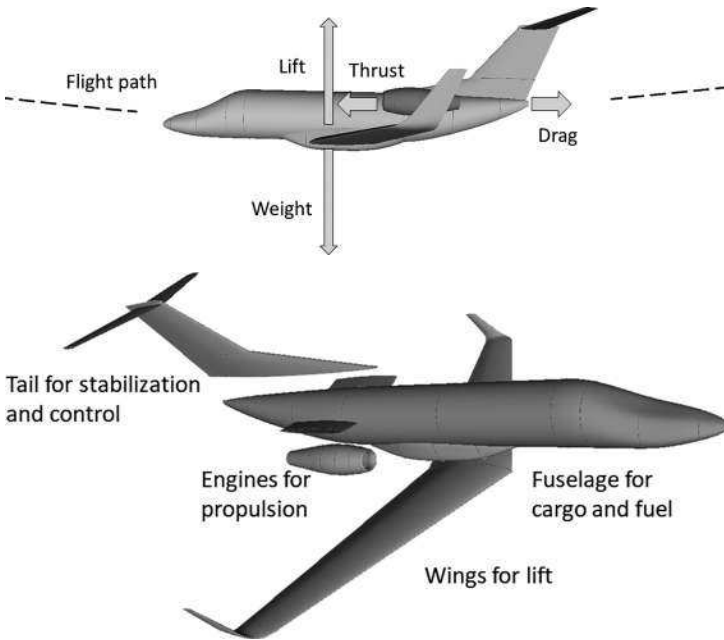 Lift
Thrust
Flight path
Drag
Weight
Tail for stabilization
and control
Engines for
propulsion
Fuselage for
cargo and fuel
Wings for lift